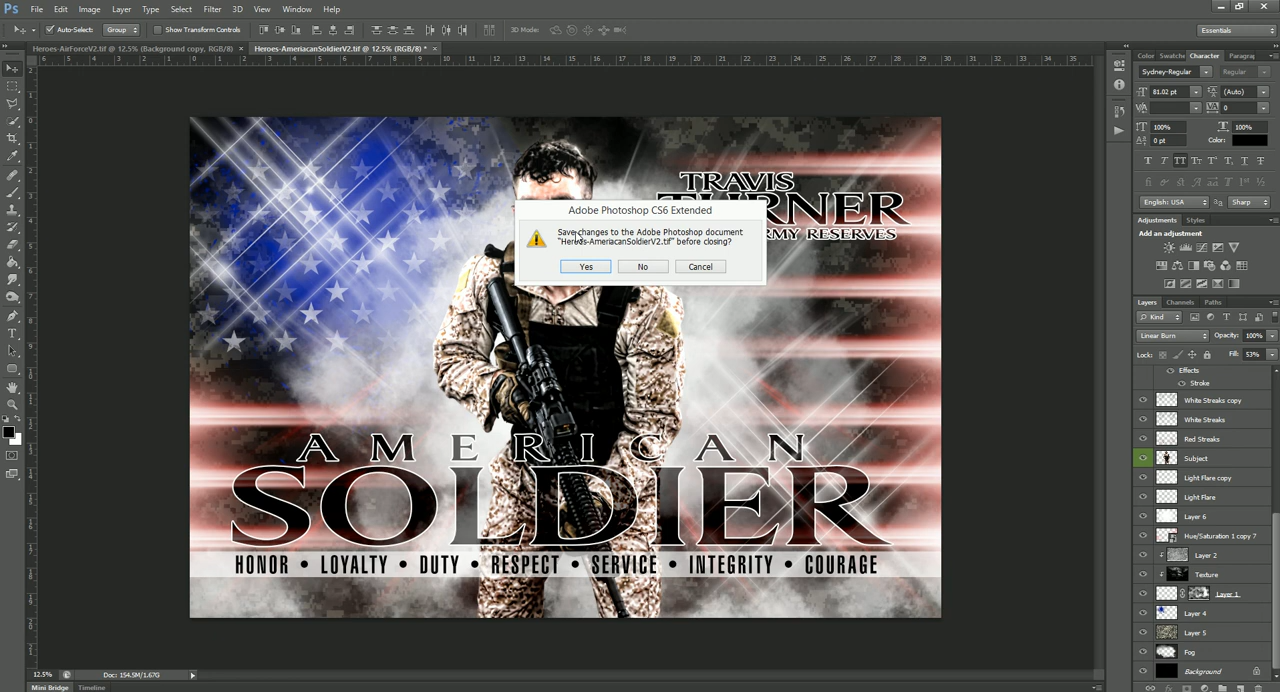 Ps File Edit Image Layer Type Select Filter 3D View Window Help
Auto-Select: Group Show Transform Controls 3D Mode: Essentials
Heroes-AirForceV2.tif @ 12.5% (Background copy, RGB/8) × Heroes-AmeriacanSoldierV2.tif @ 12.5% (RGB/8) * ×
Color Swatche Character Paragra
Sydney-Regular Regular
81.02 pt (Auto)
0
100% 100%
0 pt Color:
English: USA Sharp
Adjustments Styles
Add an adjustment
Layers Channels Paths
Kind
Linear Burn Opacity: 100%
Lock: Fill: 53%
Effects
Stroke
White Streaks copy
White Streaks
Red Streaks
Subject
Light Flare copy
Light Flare
Layer 6
Hue/Saturation 1 copy 7
Layer 2
Texture
Layer 1
Layer 4
Layer 5
Fog
Background
TRAVIS
TURNER
ARMY RESERVES
Adobe Photoshop CS6 Extended
Save changes to the Adobe Photoshop document
"Heroes-AmeriacanSoldierV2.tif" before closing?
Yes No Cancel
AMERICAN
SOLDIER
HONOR • LOYALTY • DUTY • RESPECT • SERVICE • INTEGRITY • COURAGE
12.5% Doc: 154.5M/1.67G
Mini Bridge Timeline